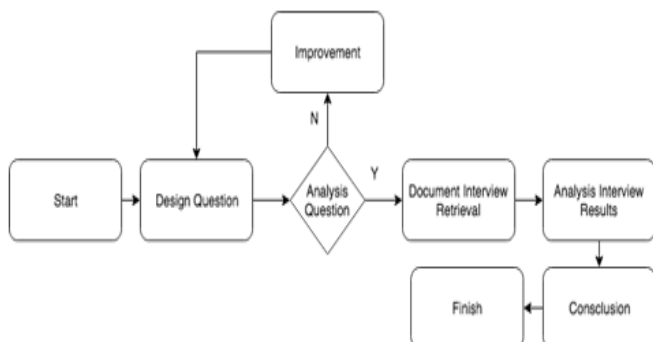 Improvement
N
Y
Start
Design Question
Analysis
Question
Document Interview
Retrieval
Analysis Interview
Results
Finish
Consclusion